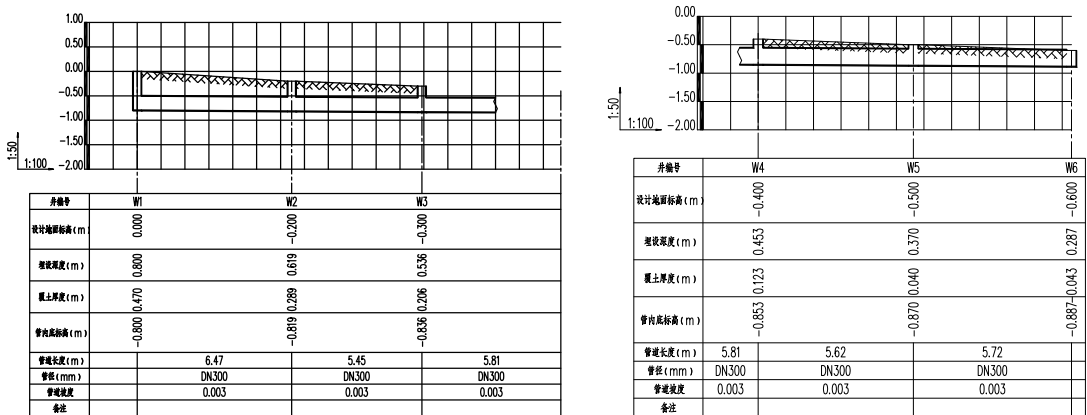 1.00
0.50
0.00
-0.50
-1.00
-1.50
-2.00
1:50
1:100
井编号 W1 W2 W3
设计地面标高(m) 0.000 -0.200 -0.300
埋设深度(m) 0.800 0.619 0.536
覆土厚度(m) 0.470 0.289 0.206
管内底标高(m) -0.800 -0.819 -0.836
管道长度(m) 6.47 5.45 5.81
管径(mm) DN300 DN300 DN300
管道坡度 0.003 0.003 0.003
备注
0.00
-0.50
-1.00
-1.50
-2.00
1:50
1:100
井编号 W4 W5 W6
设计地面标高(m) -0.400 -0.500 -0.600
埋设深度(m) 0.453 0.370 0.287
覆土厚度(m) 0.123 0.040 -0.043
管内底标高(m) -0.853 -0.870 -0.887
管道长度(m) 5.81 5.62 5.72
管径(mm) DN300 DN300 DN300
管道坡度 0.003 0.003 0.003
备注